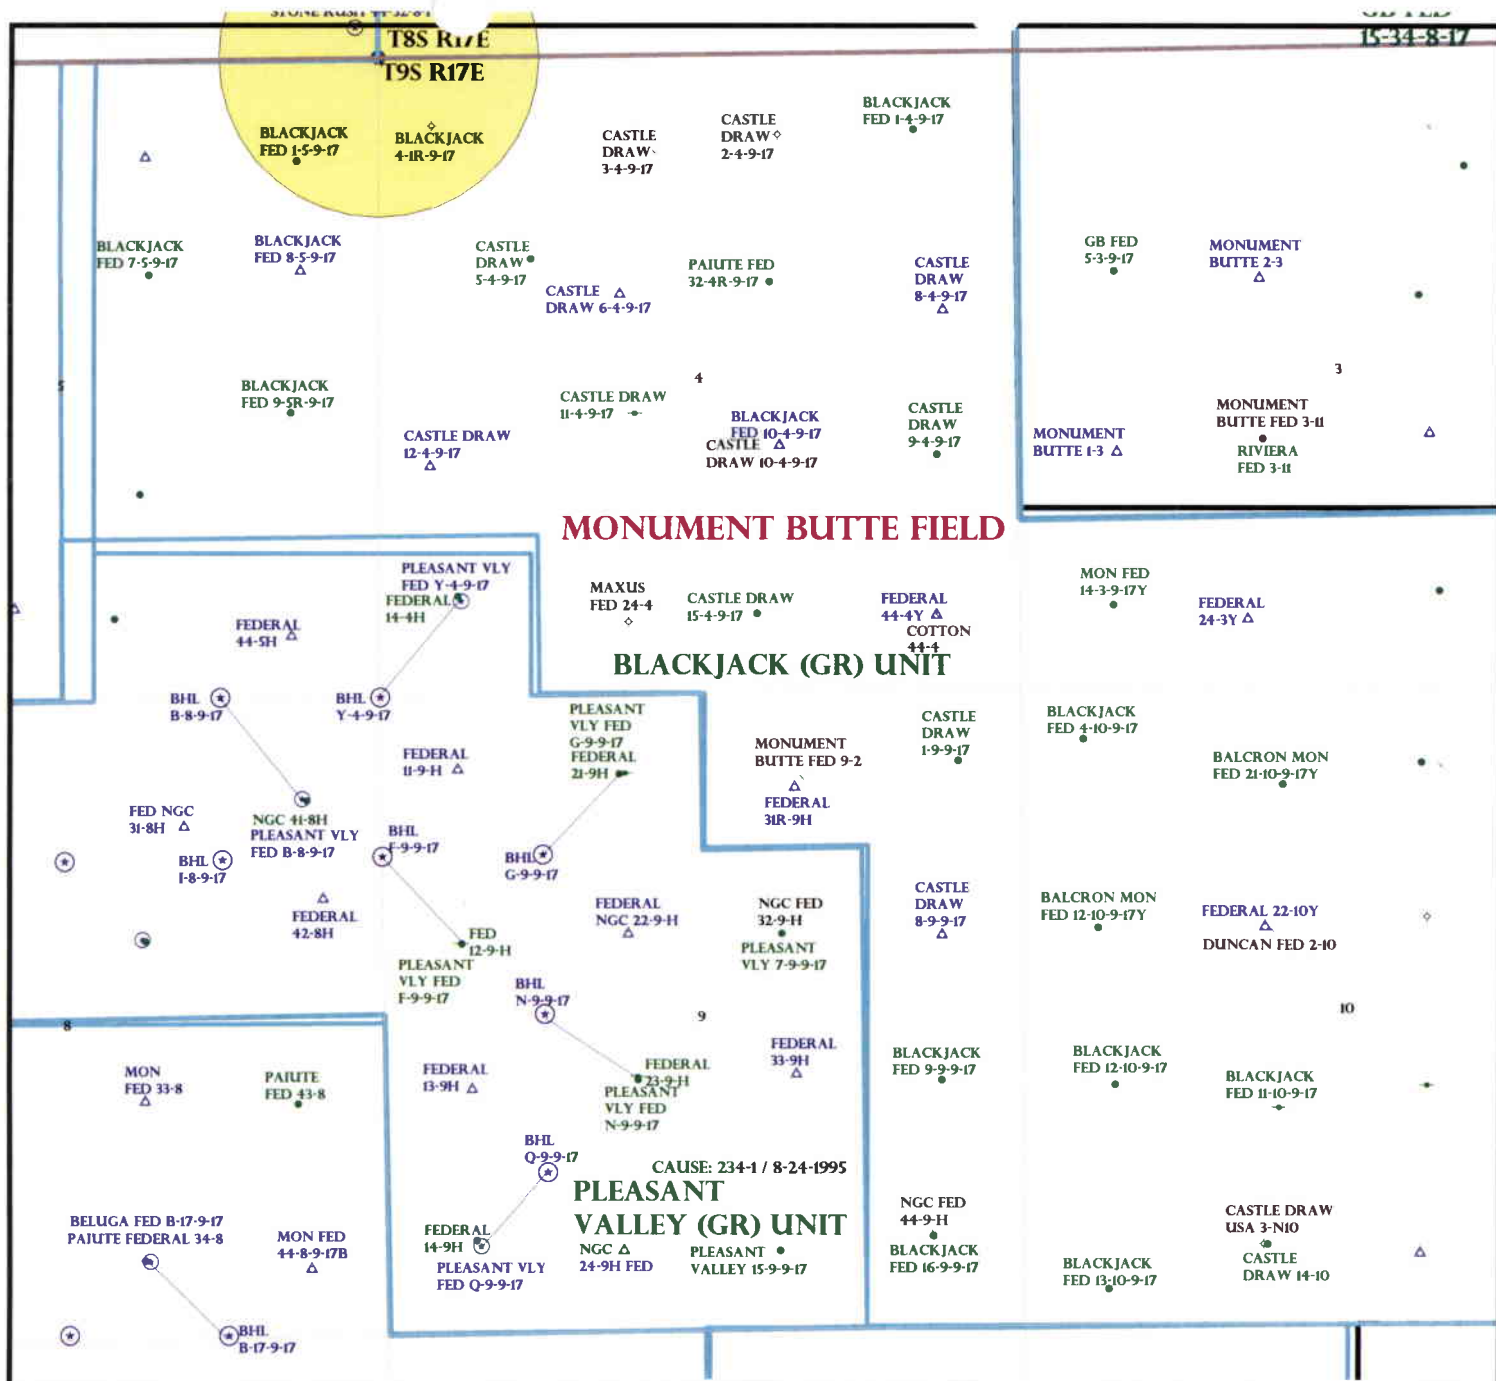 STONE RUSH 44-32-8-17
T8S R17E
T9S R17E
GB FED
15-34-8-17
BLACKJACK
FED 1-5-9-17
BLACKJACK
4-1R-9-17
CASTLE
DRAW
3-4-9-17
CASTLE
DRAW
2-4-9-17
BLACKJACK
FED 1-4-9-17
BLACKJACK
FED 7-5-9-17
BLACKJACK
FED 8-5-9-17
CASTLE
DRAW
5-4-9-17
CASTLE
DRAW 6-4-9-17
PAIUTE FED
32-4R-9-17
CASTLE
DRAW
8-4-9-17
GB FED
5-3-9-17
MONUMENT
BUTTE 2-3
5
4
3
BLACKJACK
FED 9-5R-9-17
CASTLE DRAW
12-4-9-17
CASTLE DRAW
11-4-9-17
BLACKJACK
FED 10-4-9-17
CASTLE
DRAW 10-4-9-17
CASTLE
DRAW
9-4-9-17
MONUMENT
BUTTE 1-3
MONUMENT
BUTTE FED 3-11
RIVIERA
FED 3-11
MONUMENT BUTTE FIELD
PLEASANT VLY
FED Y-4-9-17
FEDERAL
14-4H
MAXUS
FED 24-4
CASTLE DRAW
15-4-9-17
FEDERAL
44-4Y
COTTON
44-4
MON FED
14-3-9-17Y
FEDERAL
24-3Y
FEDERAL
44-5H
BLACKJACK (GR) UNIT
BHL
B-8-9-17
BHL
Y-4-9-17
PLEASANT
VLY FED
G-9-9-17
FEDERAL
21-9H
FEDERAL
11-9-H
MONUMENT
BUTTE FED 9-2
FEDERAL
31R-9H
CASTLE
DRAW
1-9-9-17
BLACKJACK
FED 4-10-9-17
BALCRON MON
FED 21-10-9-17Y
FED NGC
31-8H
NGC 41-8H
PLEASANT VLY
FED B-8-9-17
BHL
I-8-9-17
BHL
F-9-9-17
BHL
G-9-9-17
FEDERAL
42-8H
FED
12-9-H
PLEASANT
VLY FED
F-9-9-17
FEDERAL
NGC 22-9-H
NGC FED
32-9-H
PLEASANT
VLY 7-9-9-17
CASTLE
DRAW
8-9-9-17
BALCRON MON
FED 12-10-9-17Y
FEDERAL 22-10Y
DUNCAN FED 2-10
BHL
N-9-9-17
8
9
10
MON
FED 33-8
PAIUTE
FED 43-8
FEDERAL
13-9H
FEDERAL
23-9-H
PLEASANT
VLY FED
N-9-9-17
FEDERAL
33-9H
BLACKJACK
FED 9-9-9-17
BLACKJACK
FED 12-10-9-17
BLACKJACK
FED 11-10-9-17
BHL
Q-9-9-17
CAUSE: 234-1 / 8-24-1995
PLEASANT
VALLEY (GR) UNIT
BELUGA FED B-17-9-17
PAIUTE FEDERAL 34-8
MON FED
44-8-9-17B
FEDERAL
14-9H
PLEASANT VLY
FED Q-9-9-17
NGC
24-9H FED
PLEASANT
VALLEY 15-9-9-17
NGC FED
44-9-H
BLACKJACK
FED 16-9-9-17
BLACKJACK
FED 13-10-9-17
CASTLE DRAW
USA 3-N10
CASTLE
DRAW 14-10
BHL
B-17-9-17